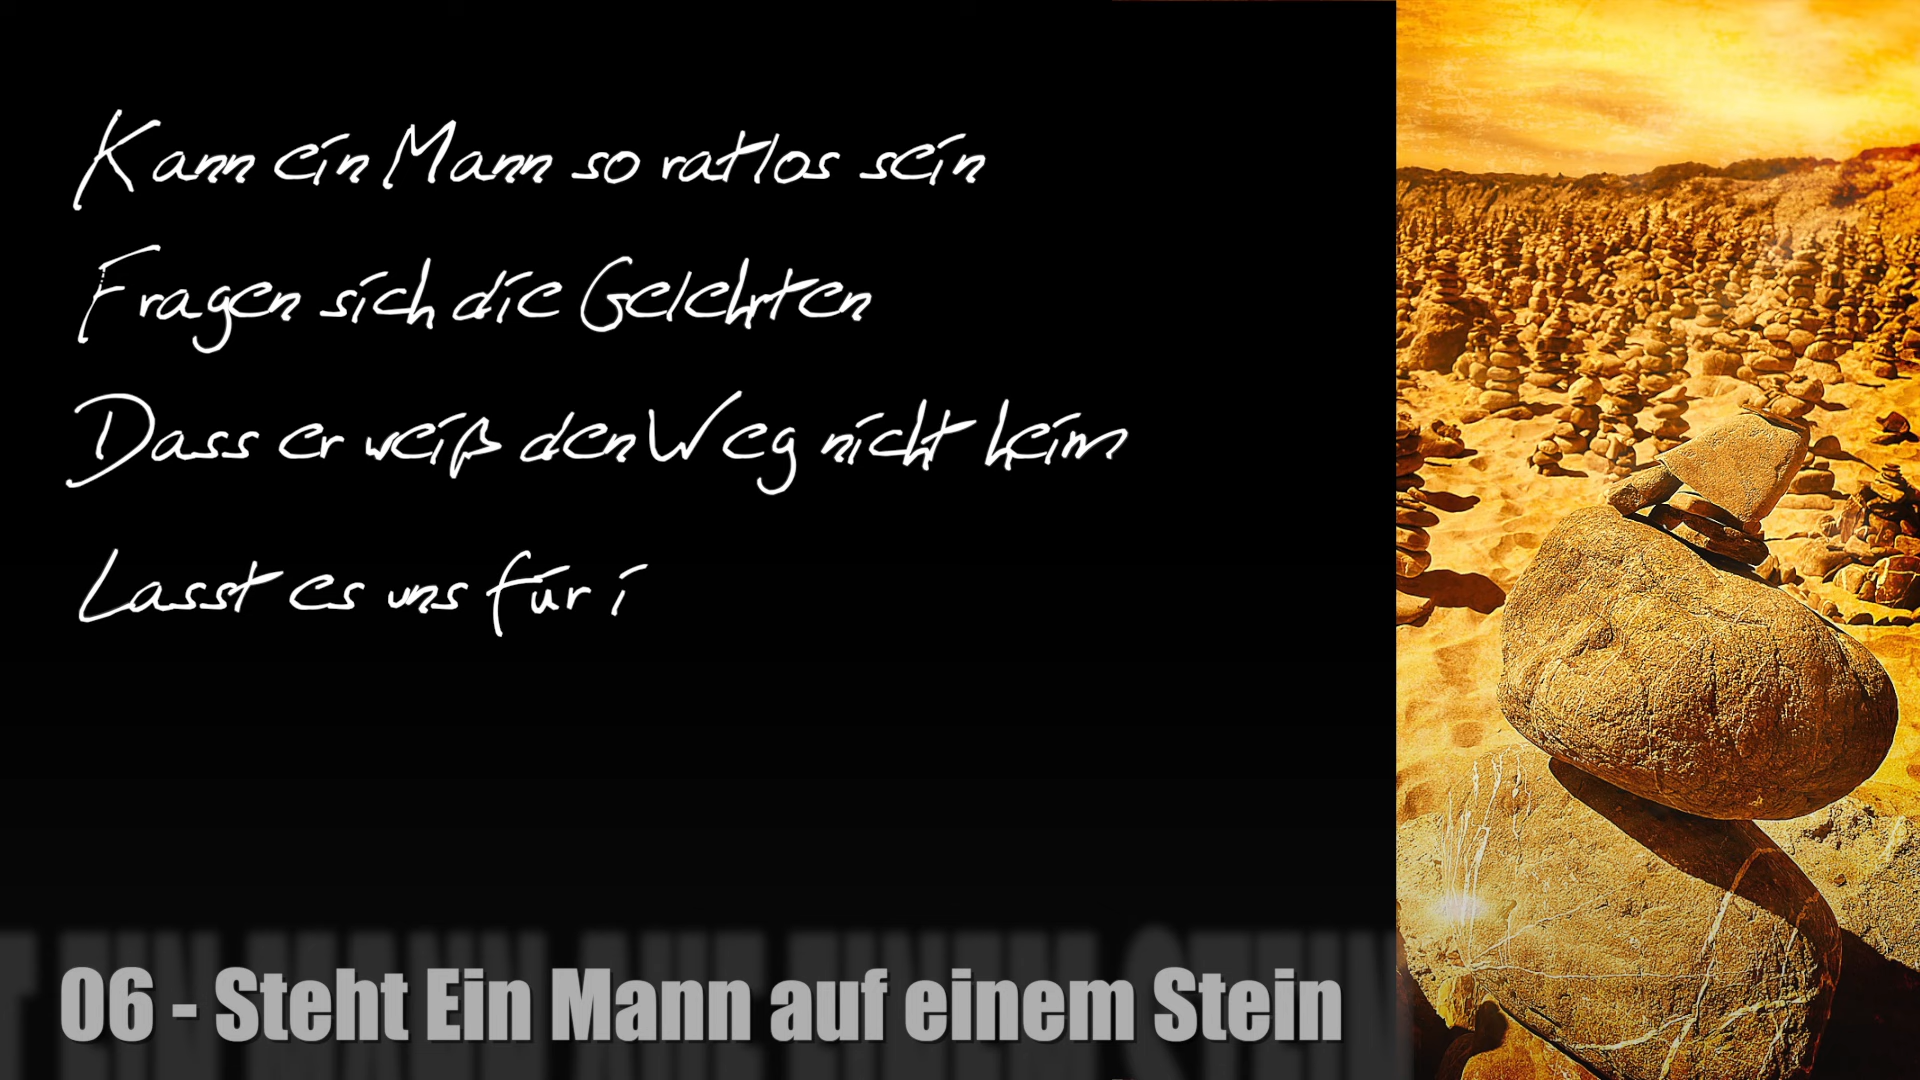 Kann ein Mann so ratlos sein
Fragen sich die Gelehrten
Dass er weiß den Weg nicht heim
Lasst es uns für i
06 - Steht Ein Mann auf einem Stein